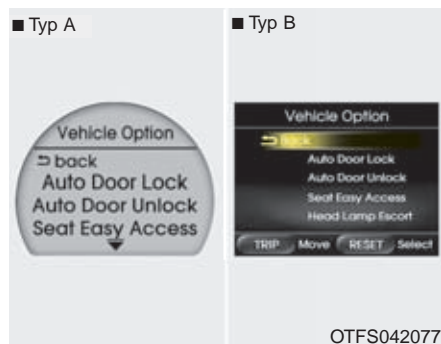 ■ Typ A
Vehicle Option
⮌ back
Auto Door Lock
Auto Door Unlock
Seat Easy Access
▼
■ Typ B
Vehicle Option
⮌ back
Auto Door Lock
Auto Door Unlock
Seat Easy Access
Head Lamp Escort
TRIP Move RESET Select
OTFS042077